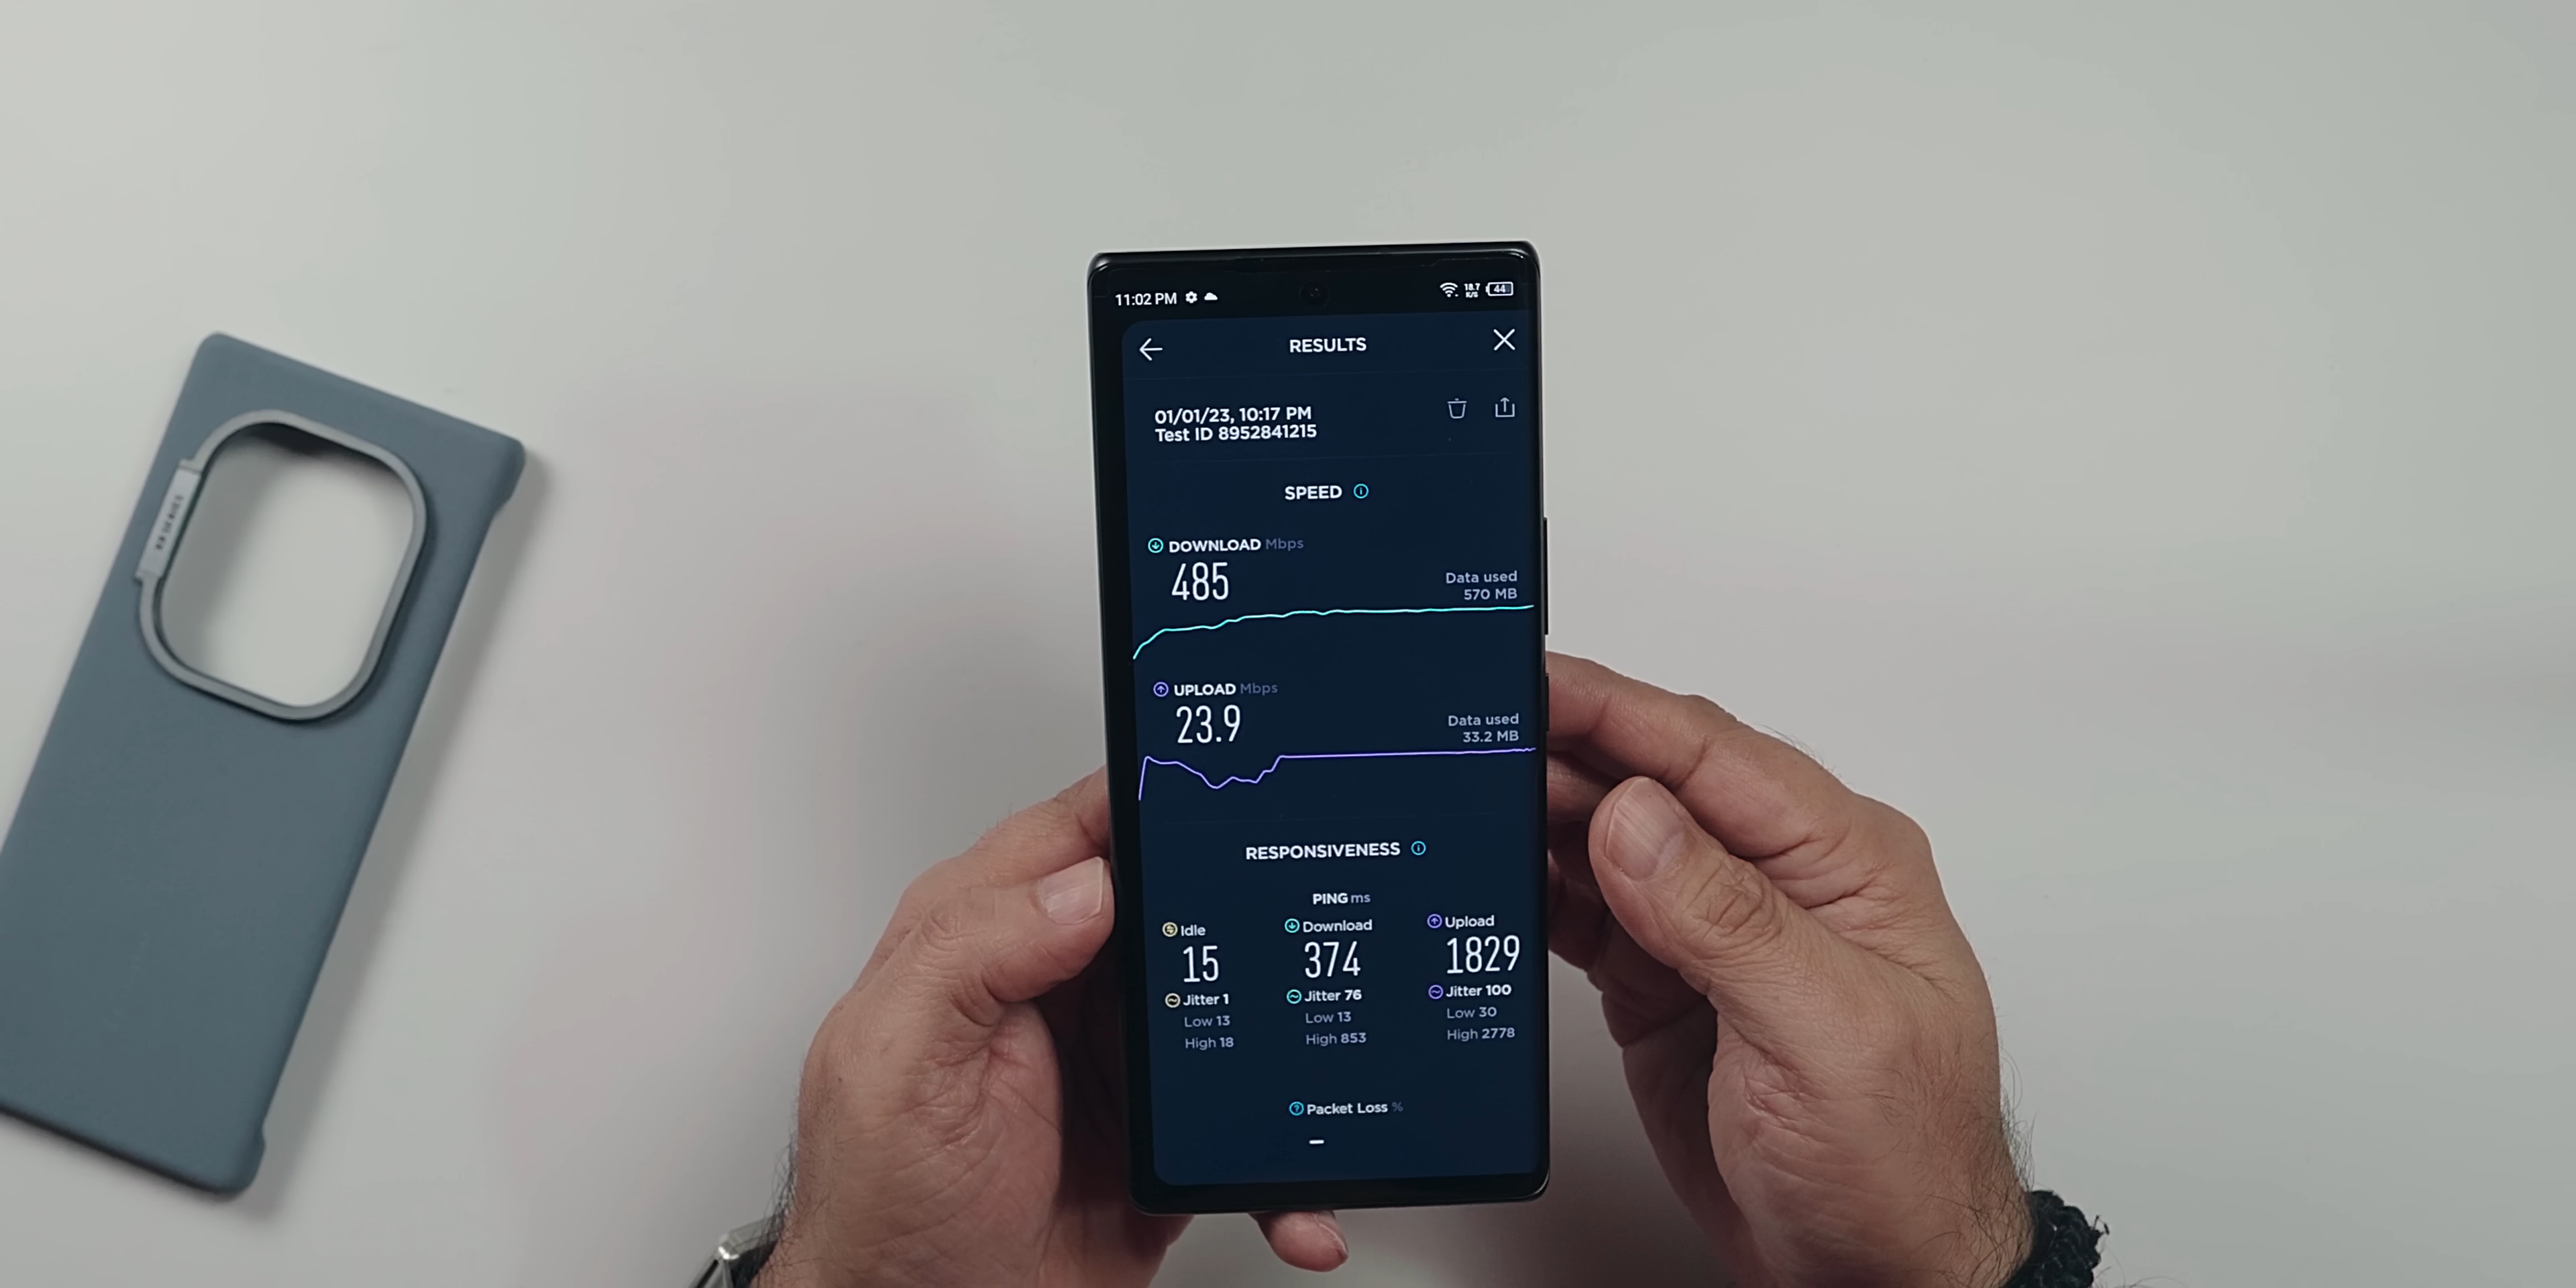 11:02 PM
18.7
K/S
44
RESULTS
01/01/23, 10:17 PM
Test ID 8952841215
SPEED
DOWNLOAD Mbps
485
Data used
570 MB
UPLOAD Mbps
23.9
Data used
33.2 MB
RESPONSIVENESS
PING ms
Idle Download Upload
15 374 1829
Jitter 1 Jitter 76 Jitter 100
Low 13 Low 13 Low 30
High 18 High 853 High 2778
Packet Loss %
–